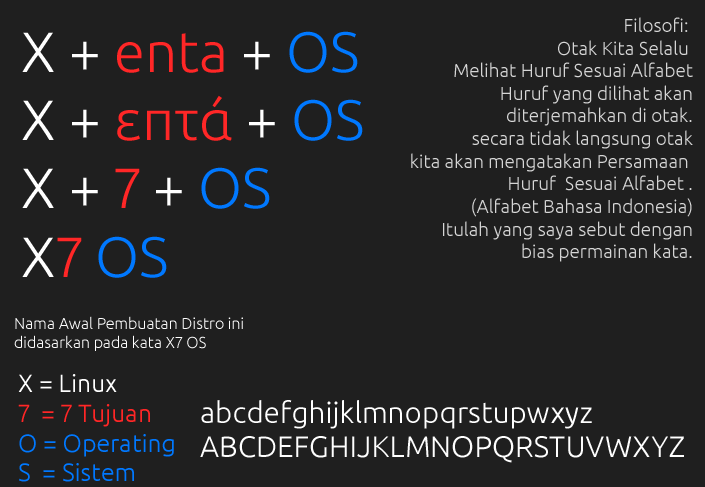 X + enta + OS
X + επτά + OS
X + 7 + OS
X7 OS
Filosofi:
Otak Kita Selalu
Melihat Huruf Sesuai Alfabet
Huruf yang dilihat akan
diterjemahkan di otak.
secara tidak langsung otak
kita akan mengatakan Persamaan
Huruf Sesuai Alfabet .
(Alfabet Bahasa Indonesia)
Itulah yang saya sebut dengan
bias permainan kata.
Nama Awal Pembuatan Distro ini
didasarkan pada kata X7 OS
X = Linux
7 = 7 Tujuan
O = Operating
S = Sistem
abcdefghijklmnopqrstupwxyz
ABCDEFGHIJKLMNOPQRSTUVWXYZ